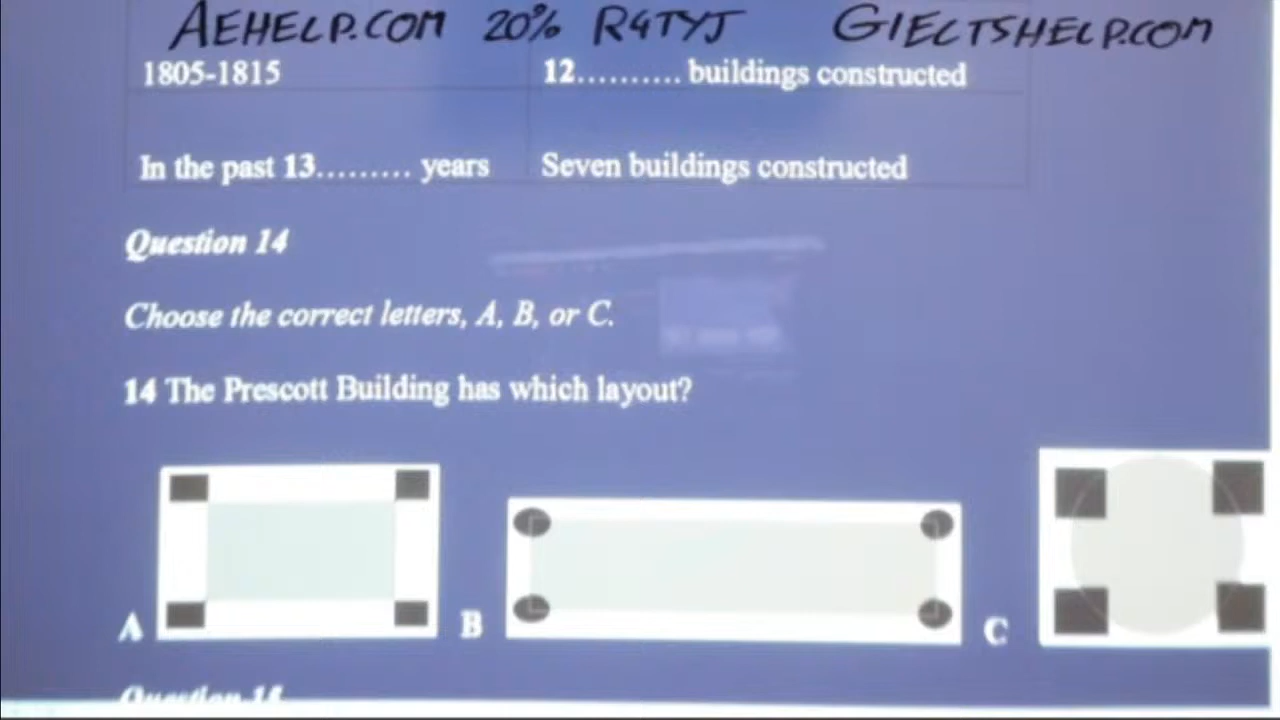 AEHELP.COM 20% R4TYJ GIELTSHELP.COM
1805-1815 12.......... buildings constructed
In the past 13......... years Seven buildings constructed
Question 14
Choose the correct letters, A, B, or C.
14 The Prescott Building has which layout?
A B C